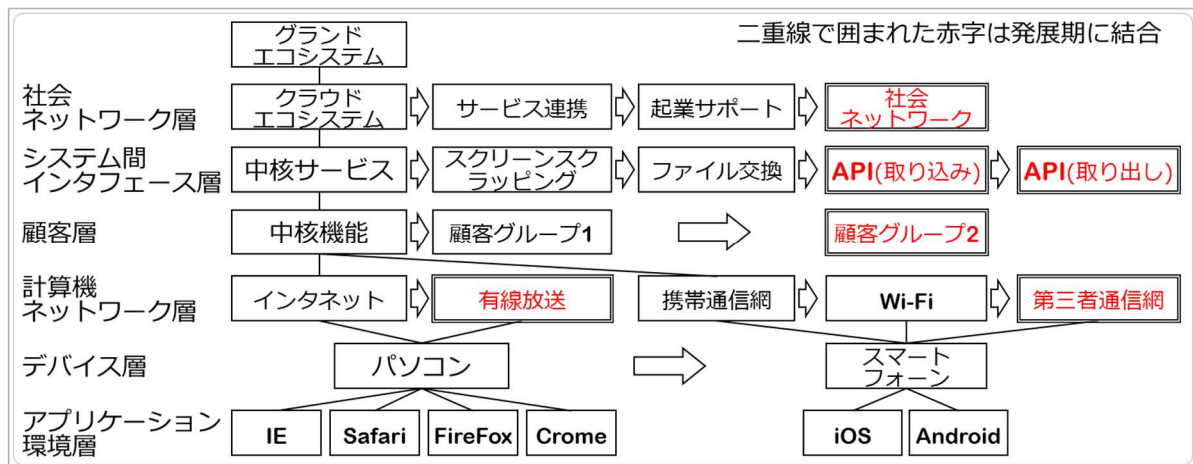 グランド
エコシステム
二重線で囲まれた赤字は発展期に結合
社会
ネットワーク層
クラウド
エコシステム
サービス連携
起業サポート
社会
ネットワーク
システム間
インタフェース層
中核サービス
スクリーンスク
ラッピング
ファイル交換
API(取り込み)
API(取り出し)
顧客層
中核機能
顧客グループ1
顧客グループ2
計算機
ネットワーク層
インタネット
有線放送
携帯通信網
Wi-Fi
第三者通信網
デバイス層
パソコン
スマート
フォーン
アプリケーション
環境層
IE
Safari
FireFox
Crome
iOS
Android